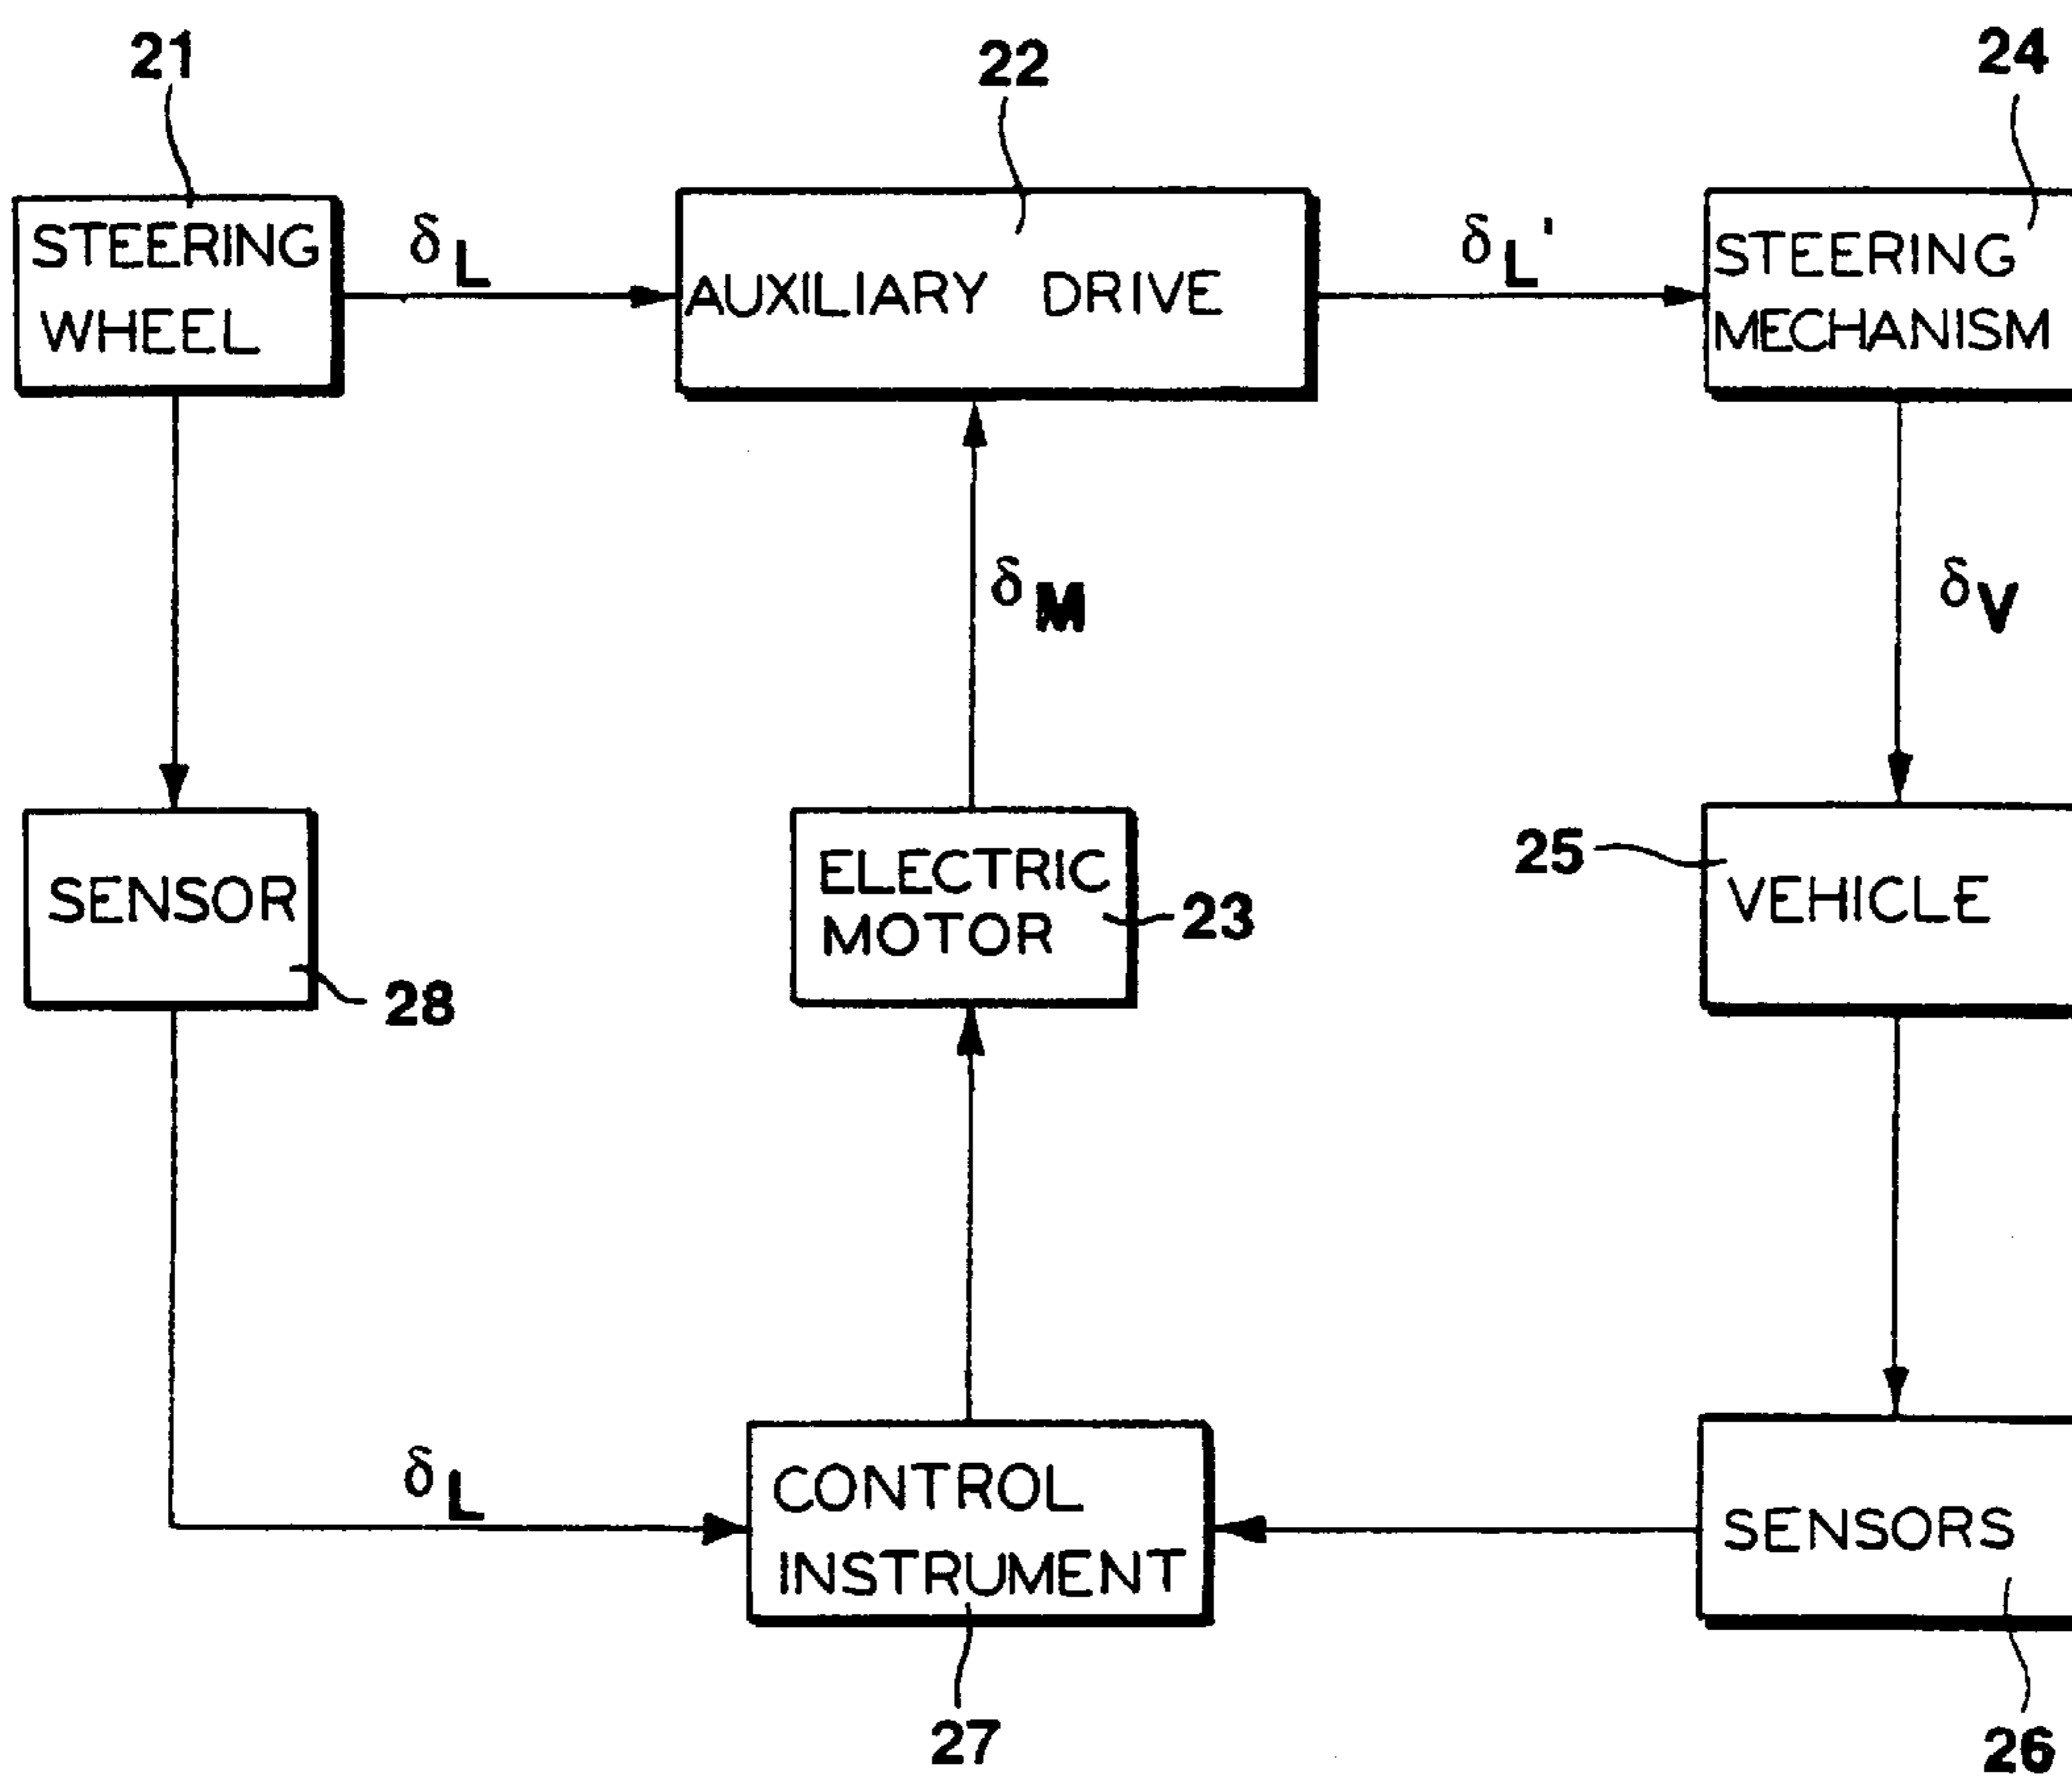 21
22
24
STEERING
WHEEL
δL
AUXILIARY DRIVE
δL'
STEERING
MECHANISM
δM
δV
SENSOR
28
ELECTRIC
MOTOR
23
25
VEHICLE
δL
CONTROL
INSTRUMENT
SENSORS
27
26